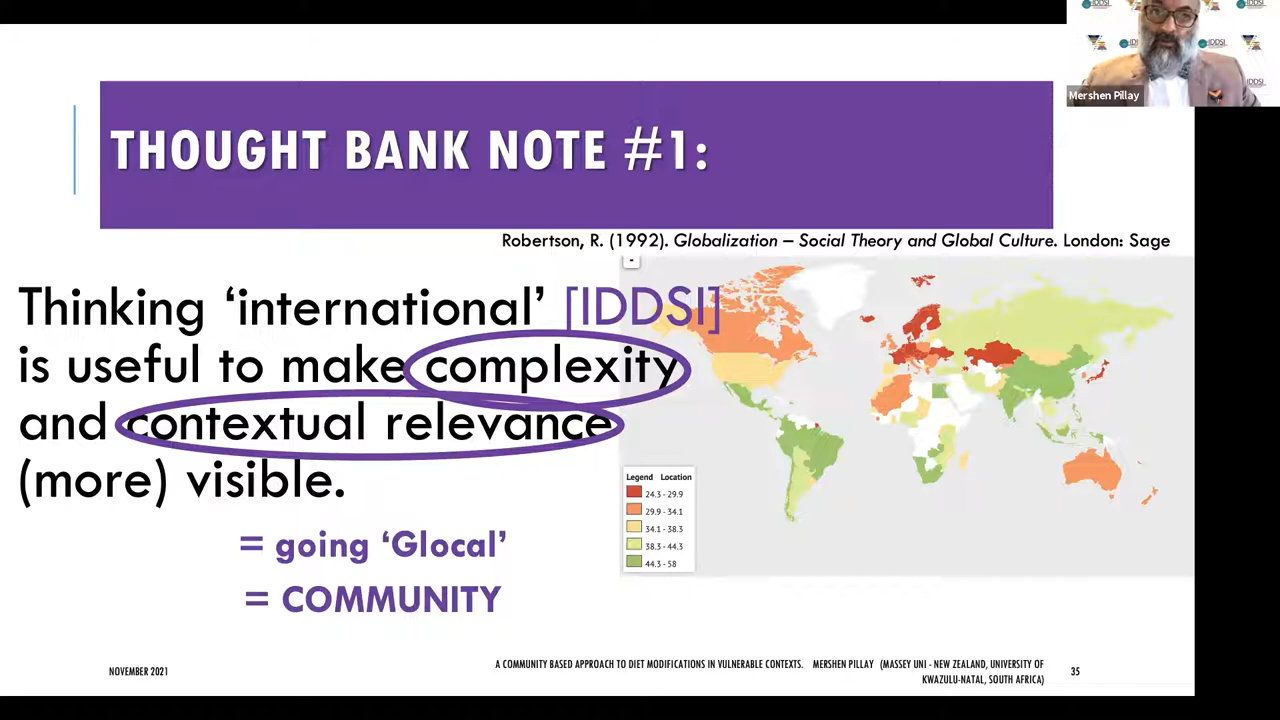 IDDSI
IDDSI
IDDSI
IDDSI
Mershen Pillay
THOUGHT BANK NOTE #1:
Robertson, R. (1992). Globalization – Social Theory and Global Culture. London: Sage
Thinking ‘international’ [IDDSI]
is useful to make complexity
and contextual relevance
(more) visible.
= going ‘Glocal’
= COMMUNITY
-
Legend Location
24.3 - 29.9
29.9 - 34.1
34.1 - 38.3
38.3 - 44.3
44.3 - 58
NOVEMBER 2021
A COMMUNITY BASED APPROACH TO DIET MODIFICATIONS IN VULNERABLE CONTEXTS. MERSHEN PILLAY (MASSEY UNI - NEW ZEALAND, UNIVERSITY OF
KWAZULU-NATAL, SOUTH AFRICA)
35